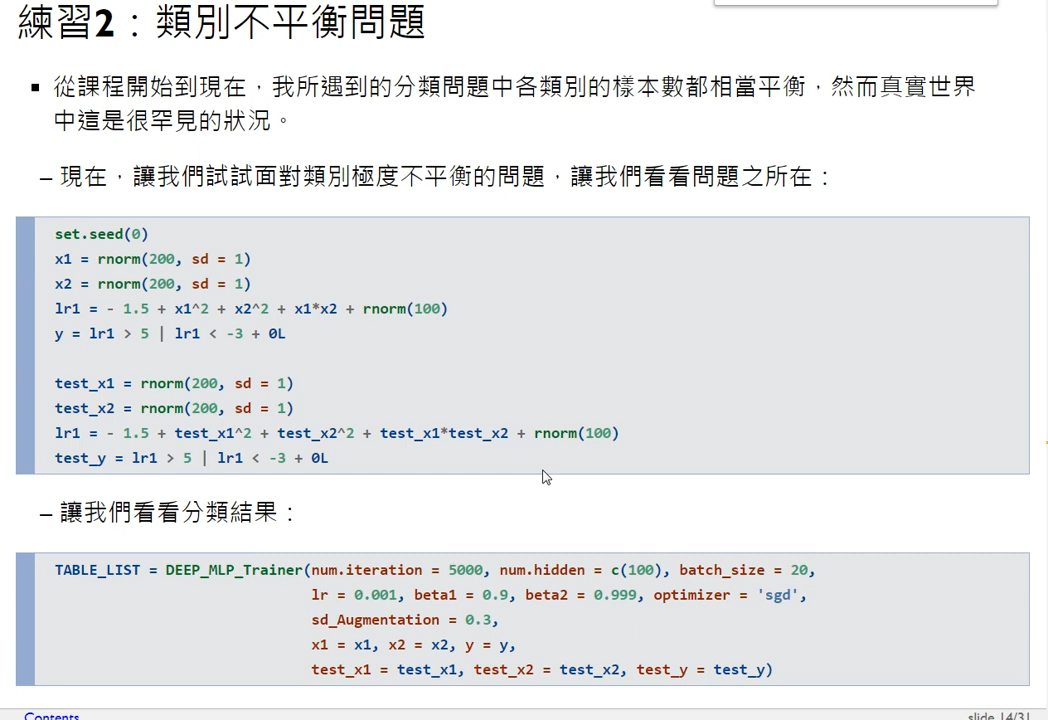 練習2：類別不平衡問題
▪ 從課程開始到現在，我所遇到的分類問題中各類別的樣本數都相當平衡，然而真實世界
中這是很罕見的狀況。
– 現在，讓我們試試面對類別極度不平衡的問題，讓我們看看問題之所在：
set.seed(0)
x1 = rnorm(200, sd = 1)
x2 = rnorm(200, sd = 1)
lr1 = - 1.5 + x1^2 + x2^2 + x1*x2 + rnorm(100)
y = lr1 > 5 | lr1 < -3 + 0L
test_x1 = rnorm(200, sd = 1)
test_x2 = rnorm(200, sd = 1)
lr1 = - 1.5 + test_x1^2 + test_x2^2 + test_x1*test_x2 + rnorm(100)
test_y = lr1 > 5 | lr1 < -3 + 0L
– 讓我們看看分類結果：
TABLE_LIST = DEEP_MLP_Trainer(num.iteration = 5000, num.hidden = c(100), batch_size = 20,
lr = 0.001, beta1 = 0.9, beta2 = 0.999, optimizer = 'sgd',
sd_Augmentation = 0.3,
x1 = x1, x2 = x2, y = y,
test_x1 = test_x1, test_x2 = test_x2, test_y = test_y)
Contents
slide 14/31